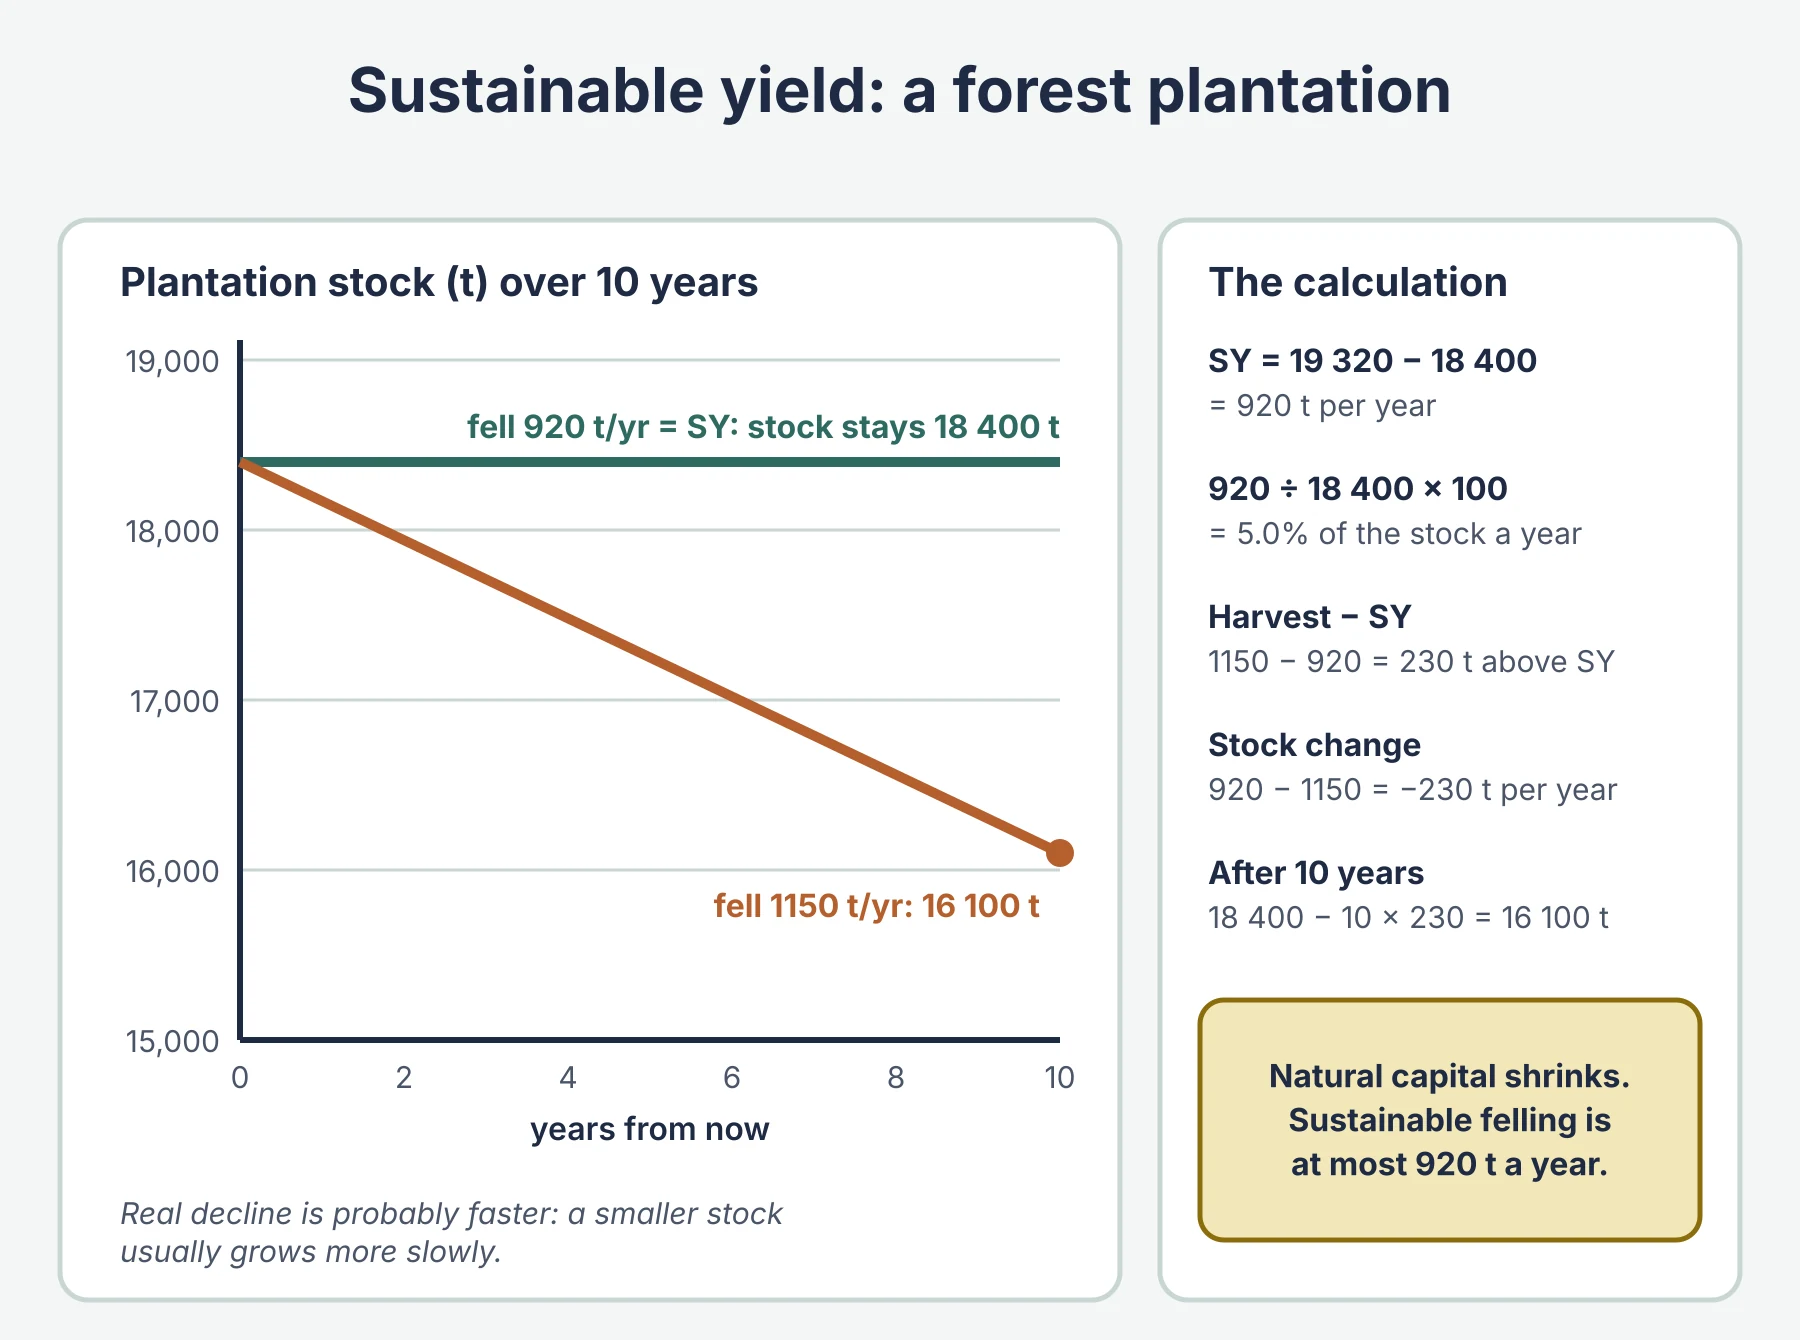 Sustainable yield: a forest plantation
Plantation stock (t) over 10 years
19,000
fell 920 t/yr = SY: stock stays 18 400 t
18,000
17,000
16,000
fell 1150 t/yr: 16 100 t
15,000
0 2 4 6 8 10
years from now
Real decline is probably faster: a smaller stock
usually grows more slowly.
The calculation
SY = 19 320 − 18 400
= 920 t per year
920 ÷ 18 400 × 100
= 5.0% of the stock a year
Harvest − SY
1150 − 920 = 230 t above SY
Stock change
920 − 1150 = −230 t per year
After 10 years
18 400 − 10 × 230 = 16 100 t
Natural capital shrinks.
Sustainable felling is
at most 920 t a year.